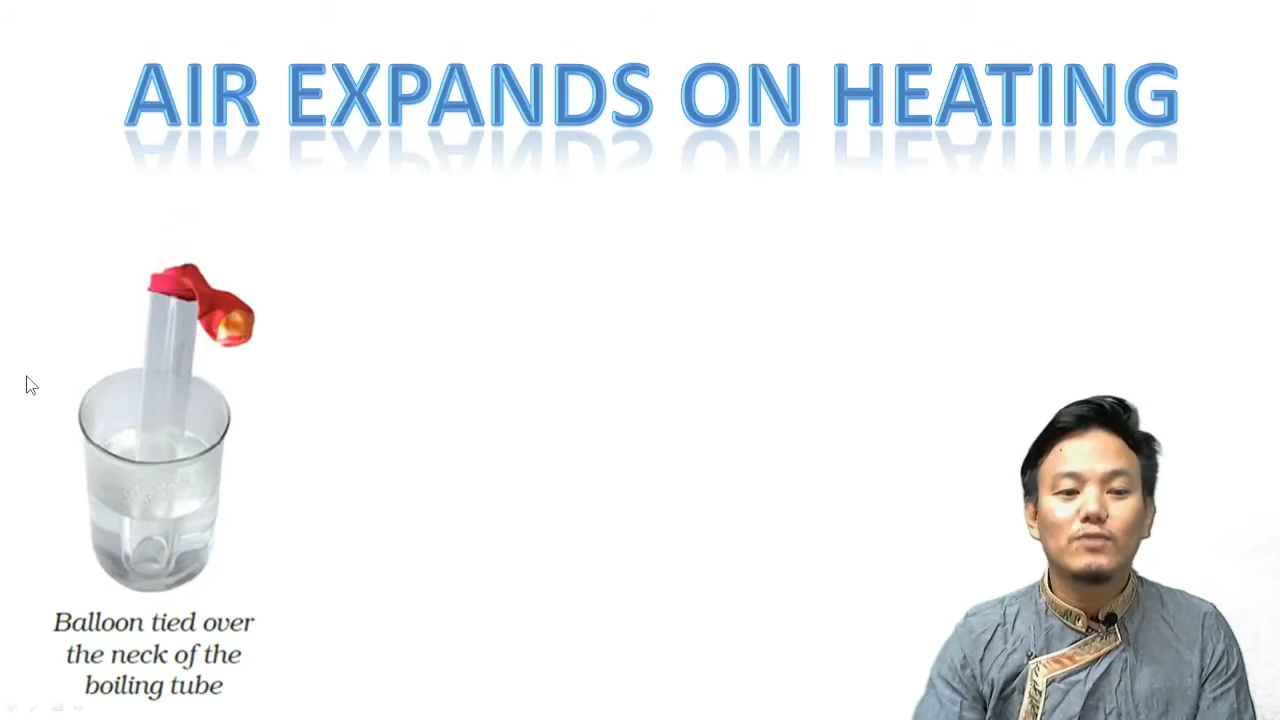 AIR EXPANDS ON HEATING
Balloon tied over
the neck of the
boiling tube